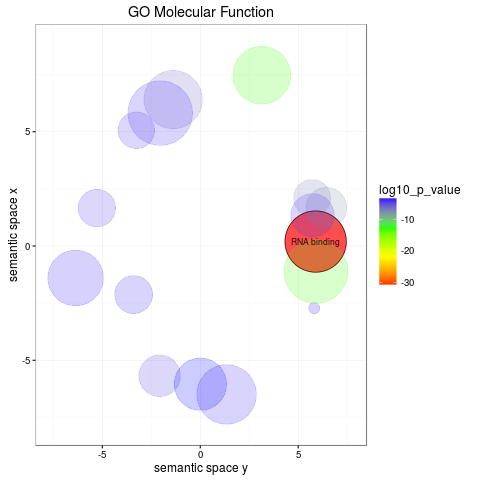 GO Molecular Function
semantic space x
5
0
-5
RNA binding
-5
0
5
semantic space y
log10_p_value
-10
-20
-30